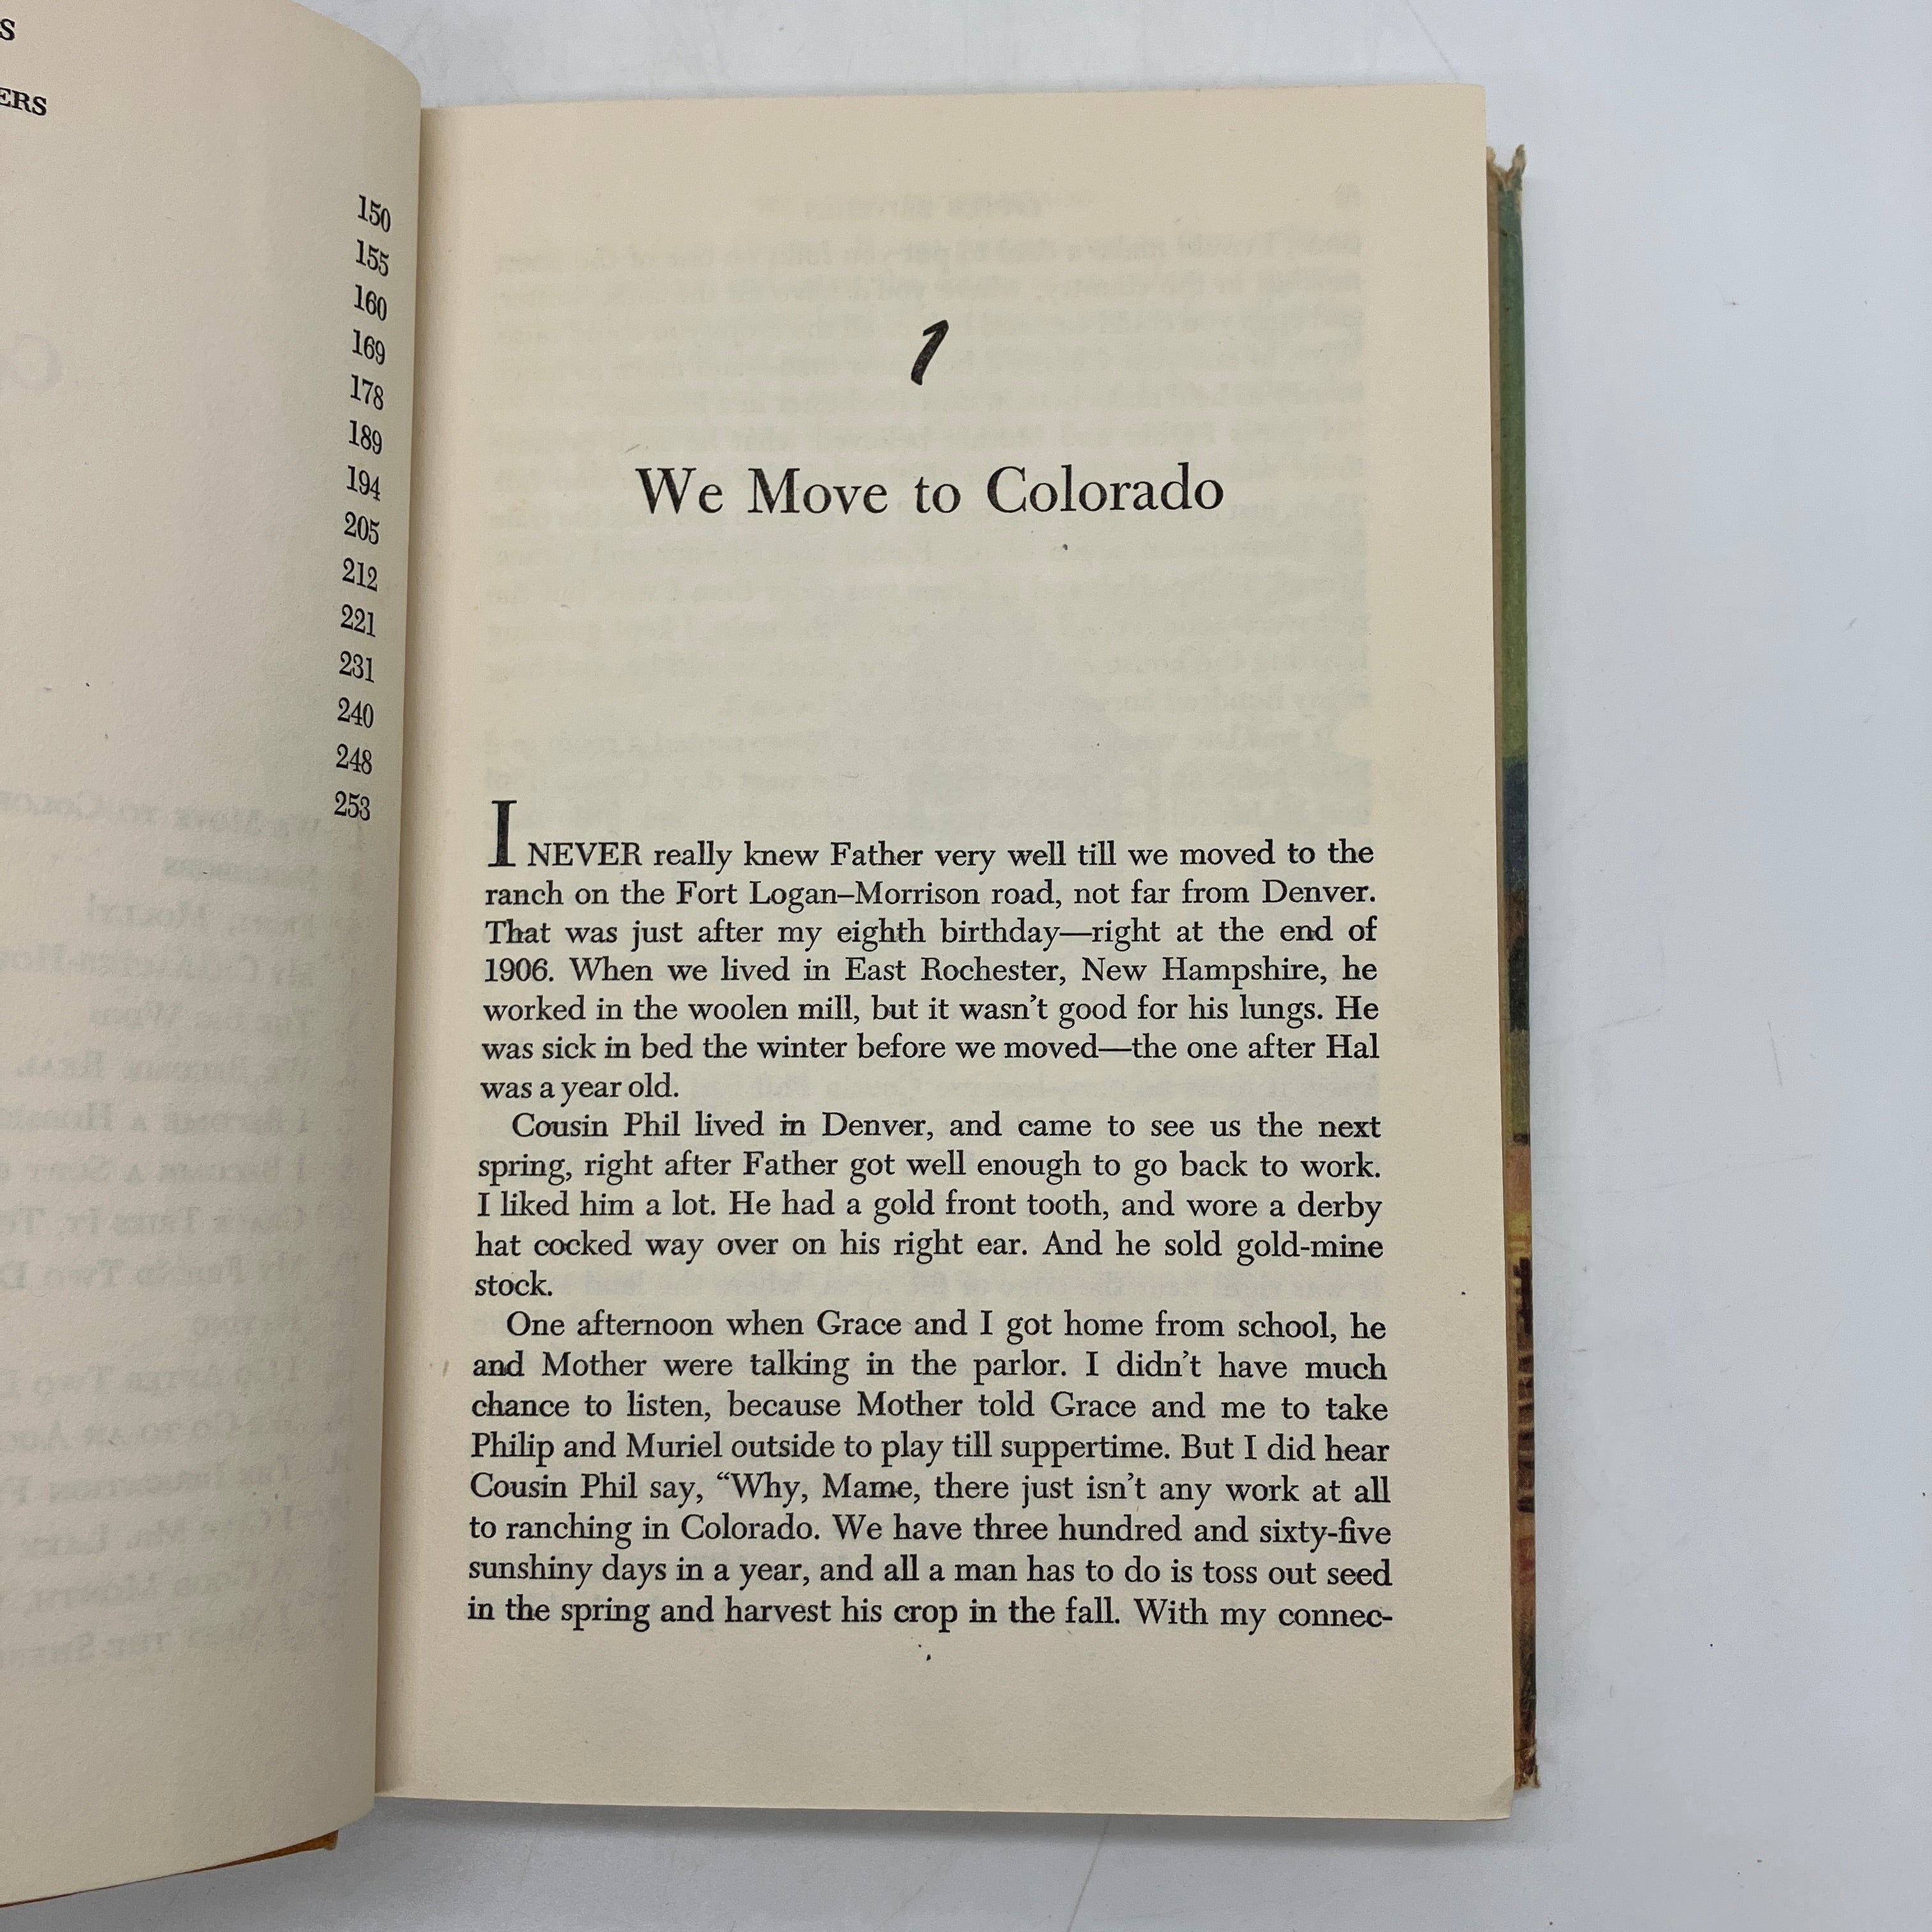 S
ERS
150
155
160
169
178
189
194
205
212
221
231
240
248
253
1
We Move to Colorado
I NEVER really knew Father very well till we moved to the
ranch on the Fort Logan–Morrison road, not far from Denver.
That was just after my eighth birthday—right at the end of
1906. When we lived in East Rochester, New Hampshire, he
worked in the woolen mill, but it wasn't good for his lungs. He
was sick in bed the winter before we moved—the one after Hal
was a year old.
Cousin Phil lived in Denver, and came to see us the next
spring, right after Father got well enough to go back to work.
I liked him a lot. He had a gold front tooth, and wore a derby
hat cocked way over on his right ear. And he sold gold-mine
stock.
One afternoon when Grace and I got home from school, he
and Mother were talking in the parlor. I didn't have much
chance to listen, because Mother told Grace and me to take
Philip and Muriel outside to play till suppertime. But I did hear
Cousin Phil say, "Why, Mame, there just isn't any work at all
to ranching in Colorado. We have three hundred and sixty-five
sunshiny days in a year, and all a man has to do is toss out seed
in the spring and harvest his crop in the fall. With my connec-